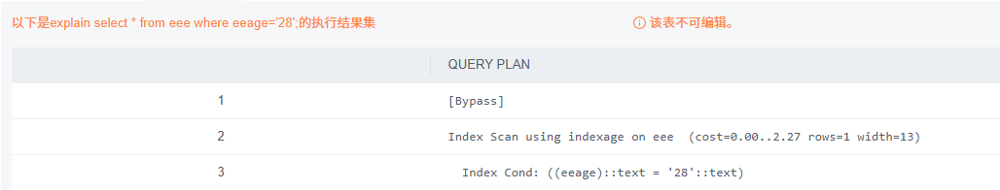 以下是explain select * from eee where eeage='28';的执行结果集 该表不可编辑。
QUERY PLAN
1 [Bypass]
2 Index Scan using indexage on eee  (cost=0.00..2.27 rows=1 width=13)
3 Index Cond: ((eeage)::text = '28'::text)